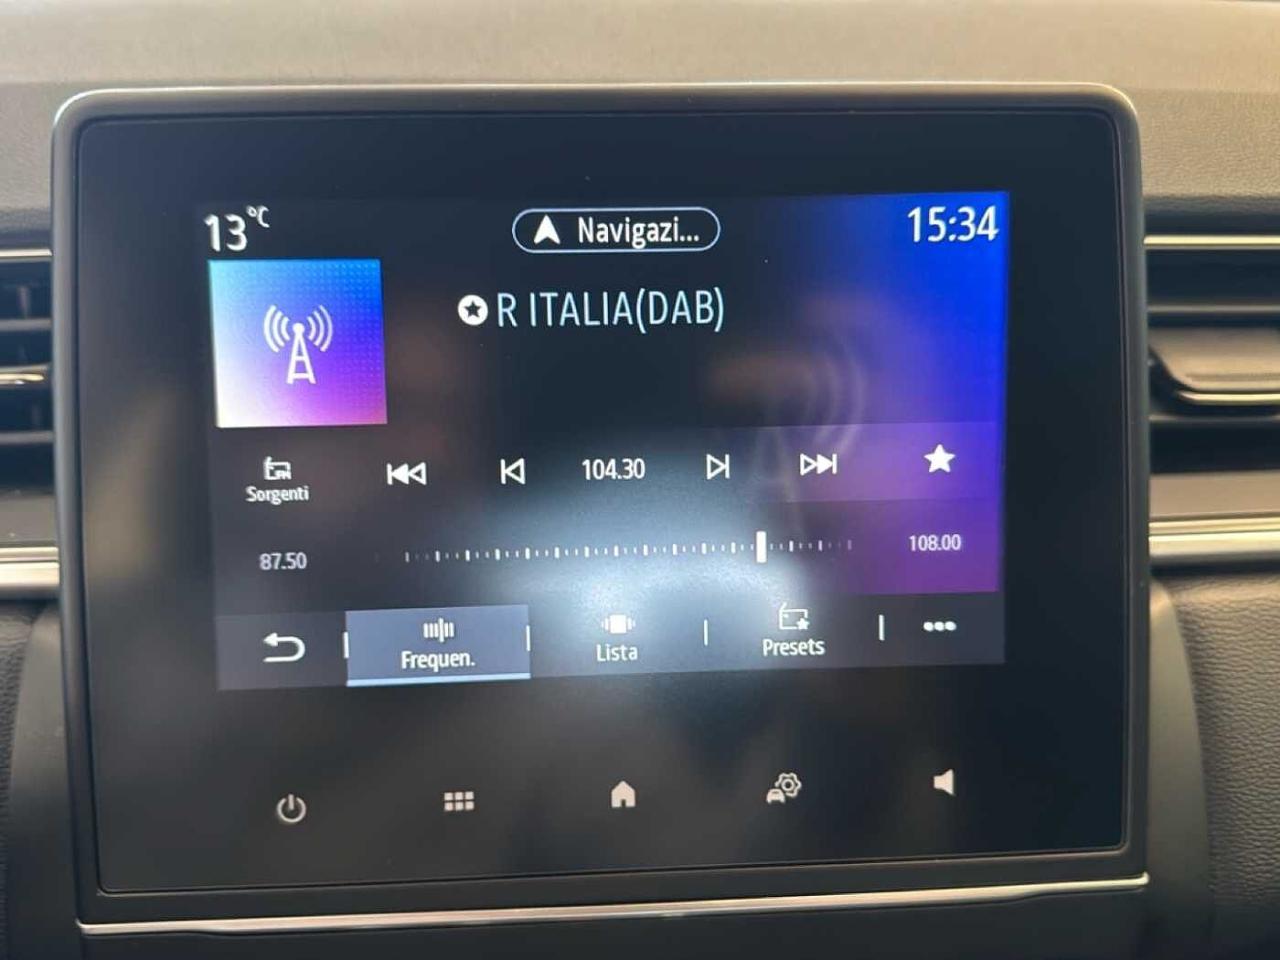 13°C
Navigazi...
15:34
R ITALIA(DAB)
Sorgenti
104.30
87.50
108.00
Frequen.
Lista
Presets